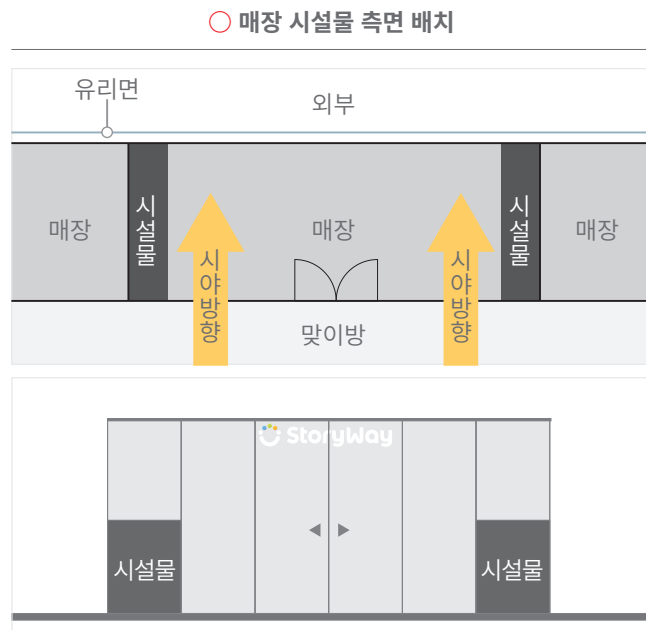 ○ 매장 시설물 측면 배치
유리면
외부
매장
시설물
시야방향
매장
시야방향
시설물
매장
맞이방
StoryWay
시설물
시설물